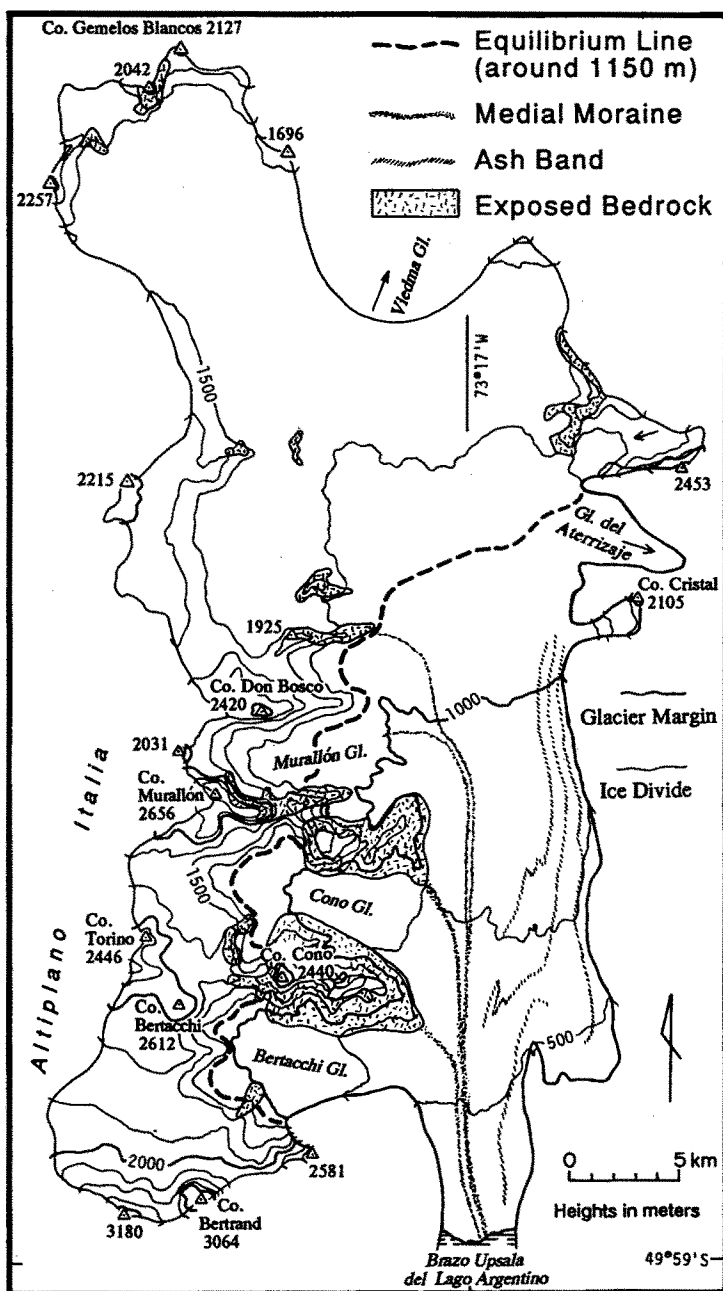 Co. Gemelos Blancos 2127
2042
2257
1696
Equilibrium Line
(around 1150 m)
Medial Moraine
Ash Band
Exposed Bedrock
Viedma Gl.
73°17'W
1500
2215
2453
Gl. del
Aterrizaje
Co. Cristal
2105
1925
Co. Don Bosco
2420
1000
Glacier Margin
2031
Murallón Gl.
Co.
Murallón
2656
Ice Divide
Italia
1500
Cono Gl.
Co.
Torino
2446
Co. Cono
2440
Altiplano
Co.
Bertacchi
2612
Bertacchi Gl.
500
2000
2581
0 5 km
Heights in meters
3180
Co.
Bertrand
3064
Brazo Upsala
del Lago Argentino
49°59'S